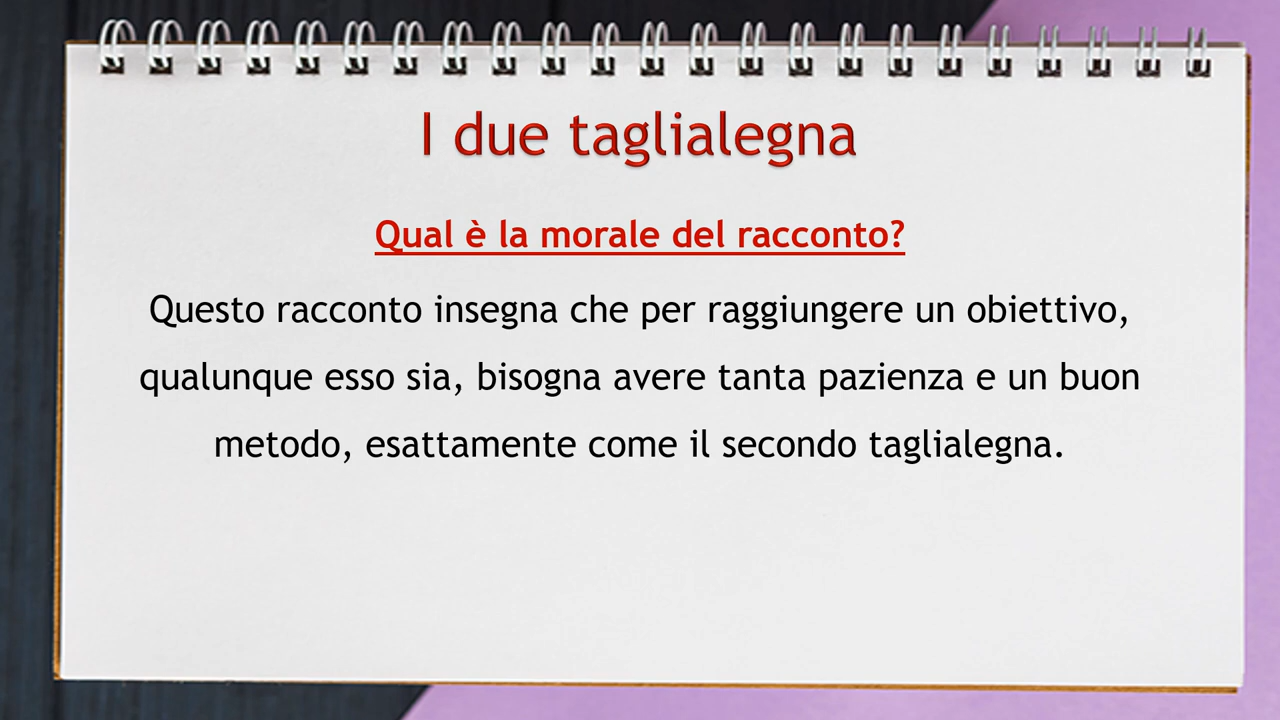 I due taglialegna
Qual è la morale del racconto?
Questo racconto insegna che per raggiungere un obiettivo,
qualunque esso sia, bisogna avere tanta pazienza e un buon
metodo, esattamente come il secondo taglialegna.